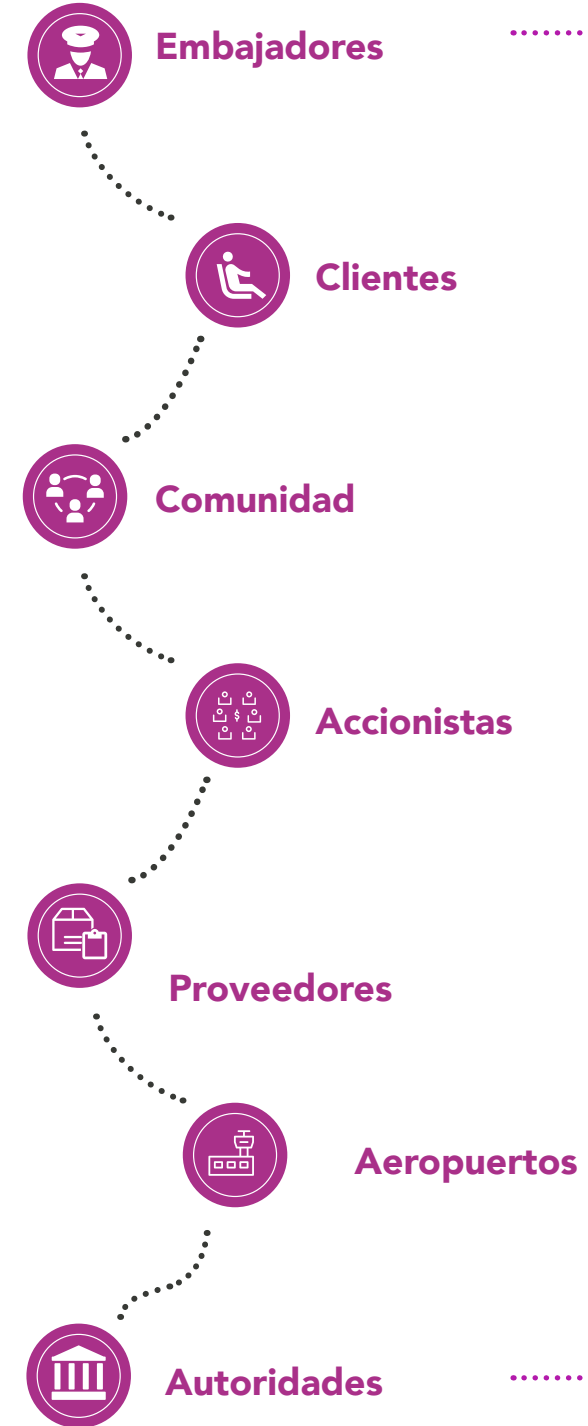 Embajadores
Clientes
Comunidad
Accionistas
Proveedores
Aeropuertos
Autoridades